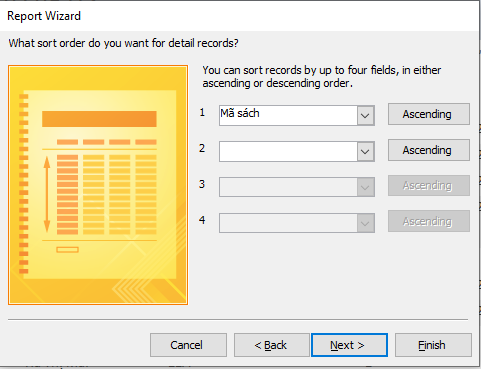 Report Wizard
What sort order do you want for detail records?
You can sort records by up to four fields, in either
ascending or descending order.
1 Mã sách Ascending
2 Ascending
3 Ascending
4 Ascending
Cancel < Back Next > Finish